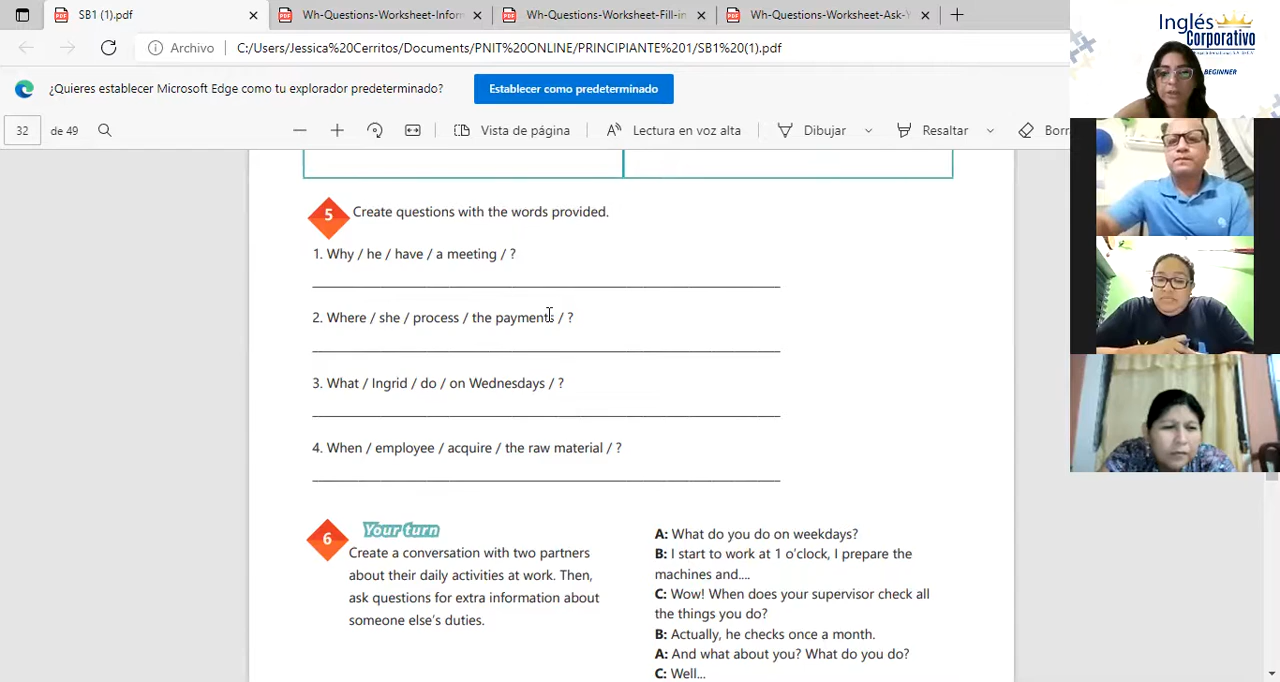 SB1 (1).pdf
Wh-Questions-Worksheet-Infor
Wh-Questions-Worksheet-Fill-in
Wh-Questions-Worksheet-Ask-
Archivo
C:/Users/Jessica%20Cerritos/Documents/PNIT%20ONLINE/PRINCIPIANTE%201/SB1%20(1).pdf
¿Quieres establecer Microsoft Edge como tu explorador predeterminado?
Establecer como predeterminado
32 de 49
Vista de página
Lectura en voz alta
Dibujar
Resaltar
Borr
Inglés
Corporativo
BEGINNER
5 Create questions with the words provided.
1. Why / he / have / a meeting / ?
2. Where / she / process / the payments / ?
3. What / Ingrid / do / on Wednesdays / ?
4. When / employee / acquire / the raw material / ?
6 Your turn
Create a conversation with two partners
about their daily activities at work. Then,
ask questions for extra information about
someone else's duties.
A: What do you do on weekdays?
B: I start to work at 1 o'clock, I prepare the
machines and....
C: Wow! When does your supervisor check all
the things you do?
B: Actually, he checks once a month.
A: And what about you? What do you do?
C: Well...